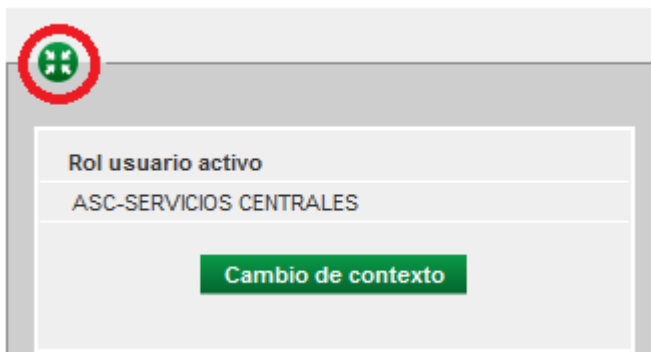 Rol usuario activo
ASC-SERVICIOS CENTRALES
Cambio de contexto